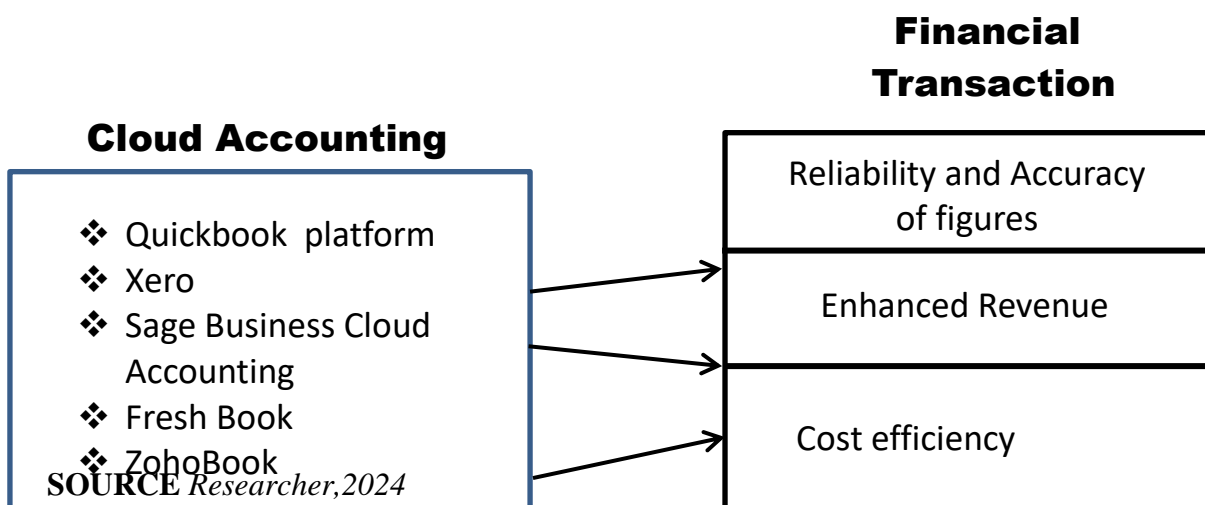 Financial
Transaction
Cloud Accounting
❖ Quickbook platform
❖ Xero
❖ Sage Business Cloud
Accounting
❖ Fresh Book
❖ ZohoBook
SOURCE Researcher,2024
Reliability and Accuracy
of figures
Enhanced Revenue
Cost efficiency